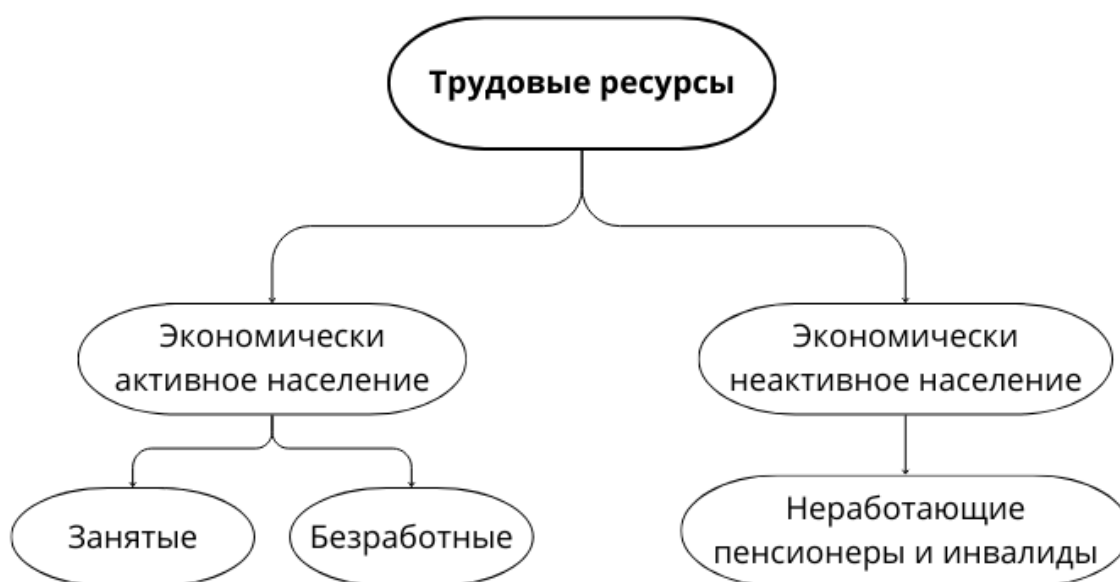 Трудовые ресурсы
Экономически
активное население
Экономически
неактивное население
Занятые
Безработные
Неработающие
пенсионеры и инвалиды